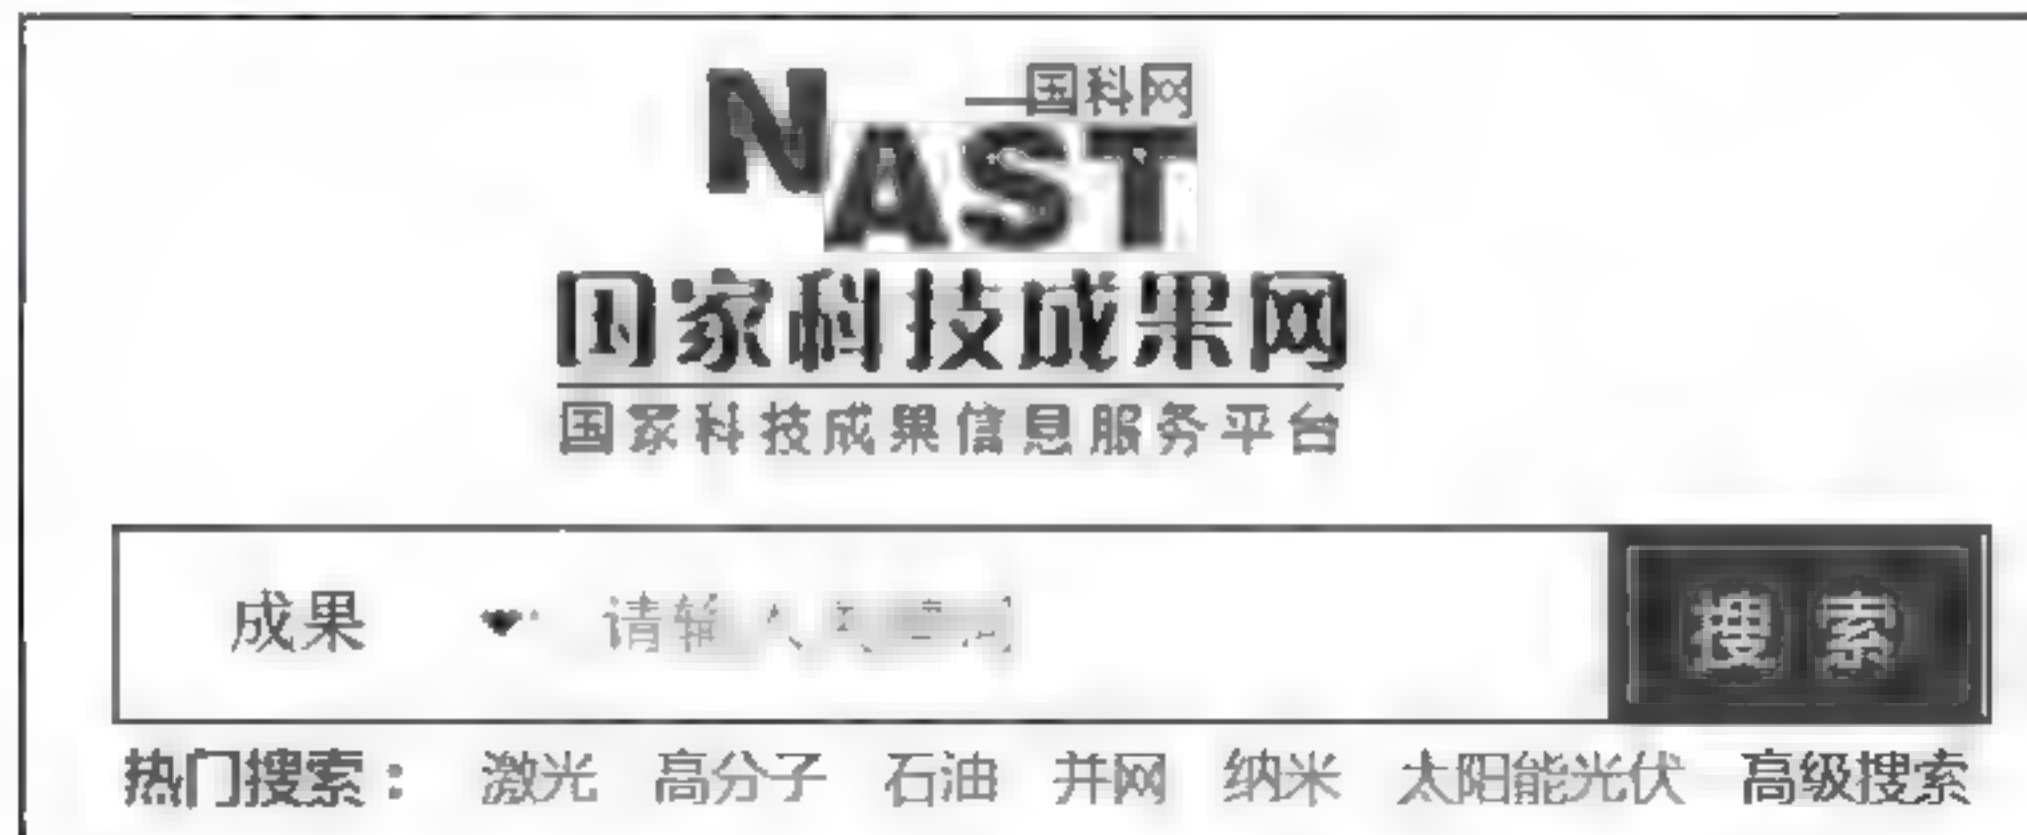 国科网
NAST
国家科技成果网
国家科技成果信息服务平台
成果 请输入 搜索
热门搜索： 激光 高分子 石油 并网 纳米 太阳能光伏 高级搜索